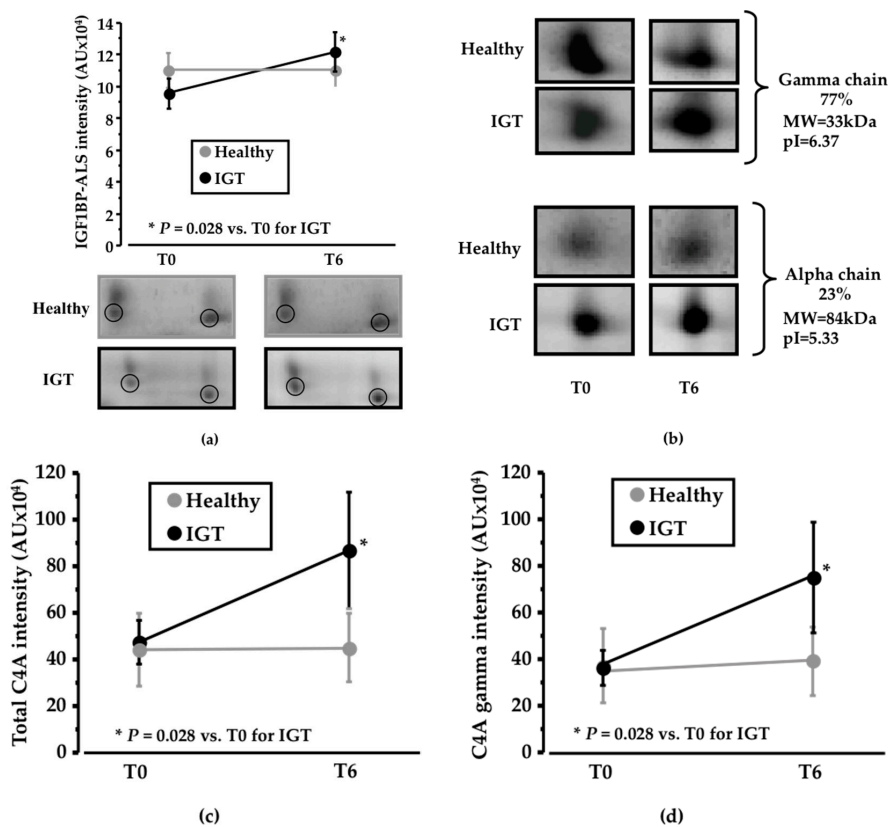 IGF1BP-ALS intensity (AUx10⁴)
14
12
10
8
6
4
2
0
*
Healthy
IGT
* P = 0.028 vs. T0 for IGT
T0
T6
Healthy
IGT
(a)
Healthy
IGT
Gamma chain
77%
MW=33kDa
pI=6.37
Healthy
IGT
Alpha chain
23%
MW=84kDa
pI=5.33
T0
T6
(b)
Total C4A intensity (AUx10⁴)
120
100
80
60
40
20
0
Healthy
IGT
*
* P = 0.028 vs. T0 for IGT
T0
T6
(c)
C4A gamma intensity (AUx10⁴)
120
100
80
60
40
20
0
Healthy
IGT
*
* P = 0.028 vs. T0 for IGT
T0
T6
(d)